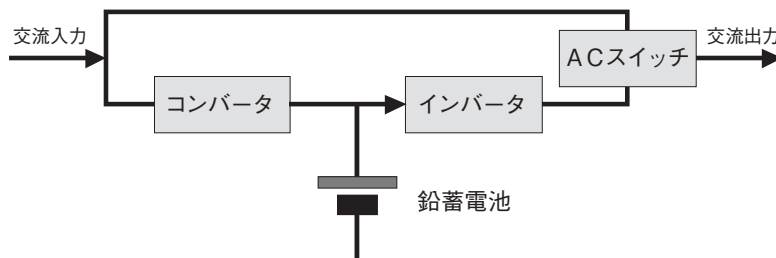 交流入力
交流出力
ACスイッチ
コンバータ
インバータ
鉛蓄電池